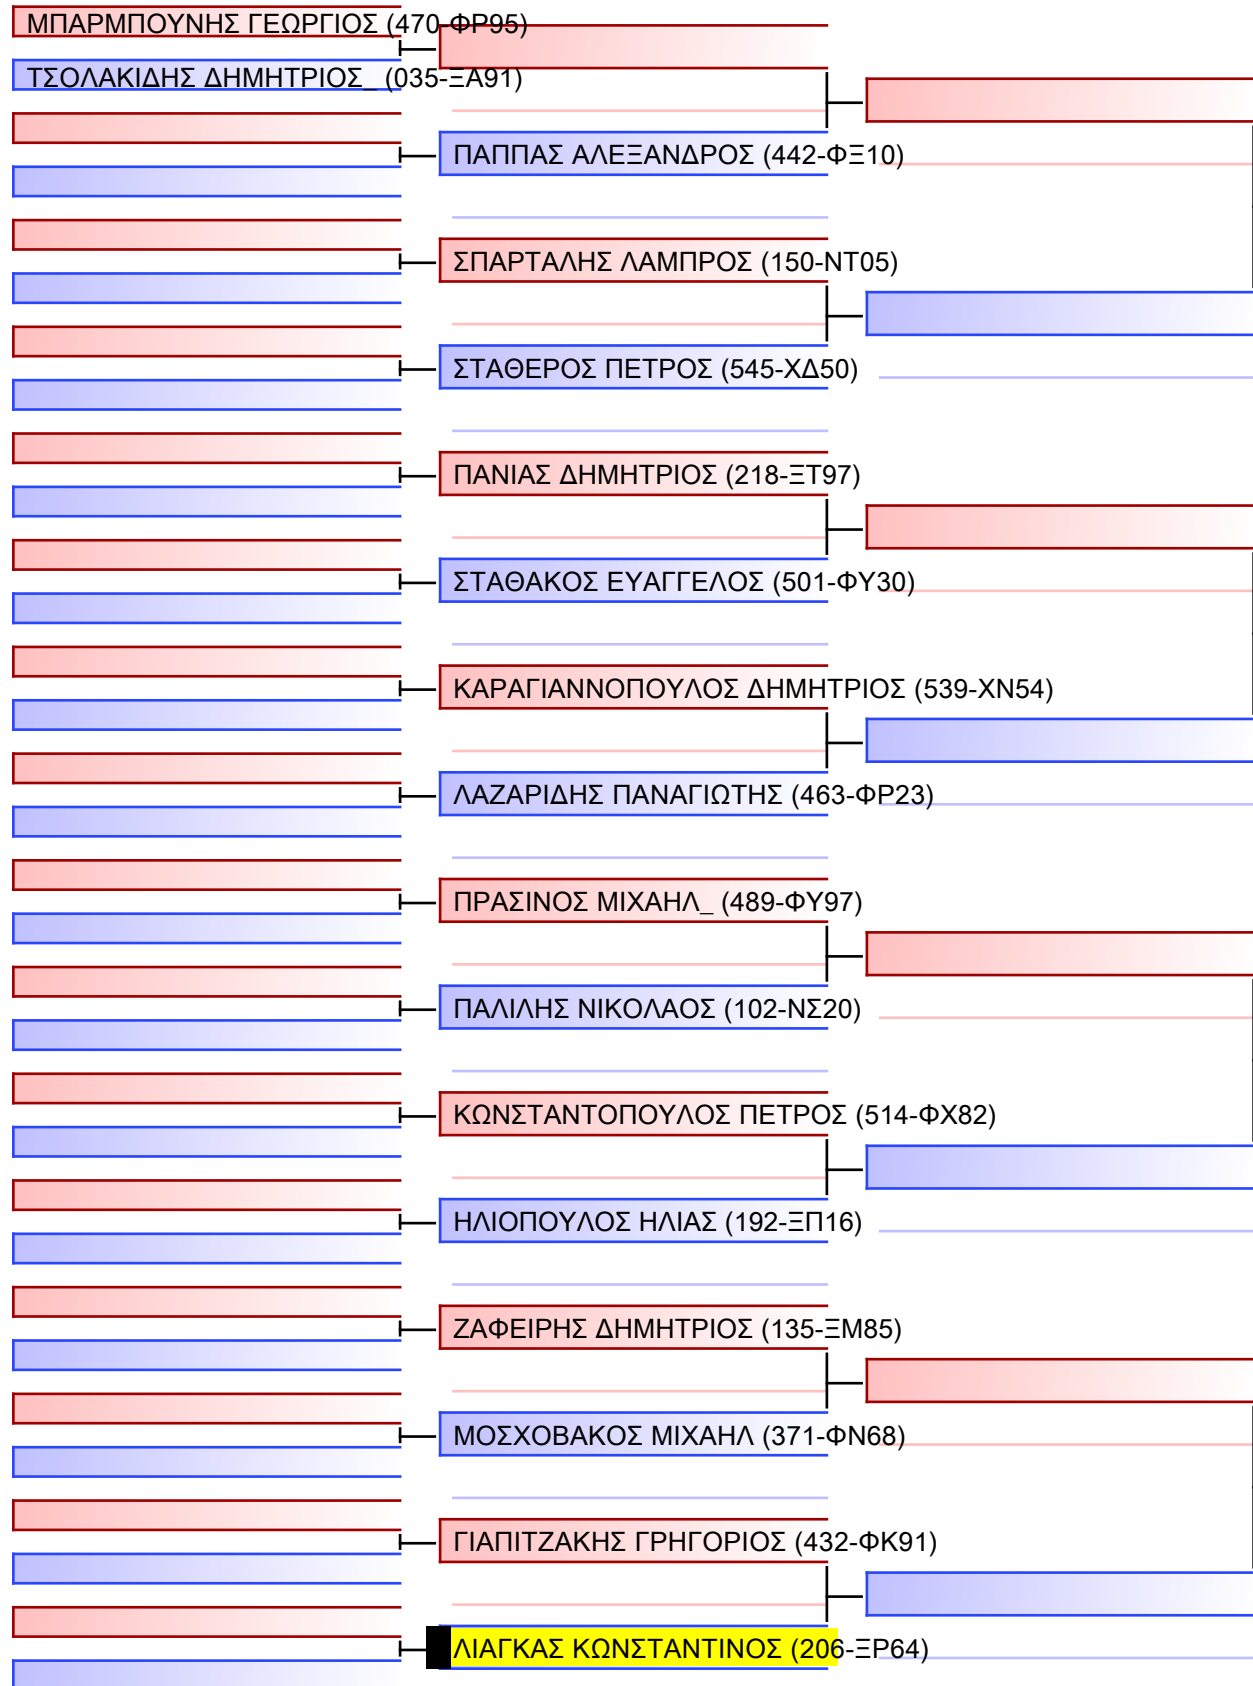 ΜΠΑΡΜΠΟΥΝΗΣ ΓΕΩΡΓΙΟΣ (470-ΦΡ95)
ΤΣΟΛΑΚΙΔΗΣ ΔΗΜΗΤΡΙΟΣ_ (035-ΞΑ91)
ΠΑΠΠΑΣ ΑΛΕΞΑΝΔΡΟΣ (442-ΦΞ10)
ΣΠΑΡΤΑΛΗΣ ΛΑΜΠΡΟΣ (150-ΝΤ05)
ΣΤΑΘΕΡΟΣ ΠΕΤΡΟΣ (545-ΧΔ50)
ΠΑΝΙΑΣ ΔΗΜΗΤΡΙΟΣ (218-ΞΤ97)
ΣΤΑΘΑΚΟΣ ΕΥΑΓΓΕΛΟΣ (501-ΦΥ30)
ΚΑΡΑΓΙΑΝΝΟΠΟΥΛΟΣ ΔΗΜΗΤΡΙΟΣ (539-ΧΝ54)
ΛΑΖΑΡΙΔΗΣ ΠΑΝΑΓΙΩΤΗΣ (463-ΦΡ23)
ΠΡΑΣΙΝΟΣ ΜΙΧΑΗΛ_ (489-ΦΥ97)
ΠΑΛΙΛΗΣ ΝΙΚΟΛΑΟΣ (102-ΝΣ20)
ΚΩΝΣΤΑΝΤΟΠΟΥΛΟΣ ΠΕΤΡΟΣ (514-ΦΧ82)
ΗΛΙΟΠΟΥΛΟΣ ΗΛΙΑΣ (192-ΞΠ16)
ΖΑΦΕΙΡΗΣ ΔΗΜΗΤΡΙΟΣ (135-ΞΜ85)
ΜΟΣΧΟΒΑΚΟΣ ΜΙΧΑΗΛ (371-ΦΝ68)
ΓΙΑΠΙΤΖΑΚΗΣ ΓΡΗΓΟΡΙΟΣ (432-ΦΚ91)
ΛΙΑΓΚΑΣ ΚΩΝΣΤΑΝΤΙΝΟΣ (206-ΞΡ64)